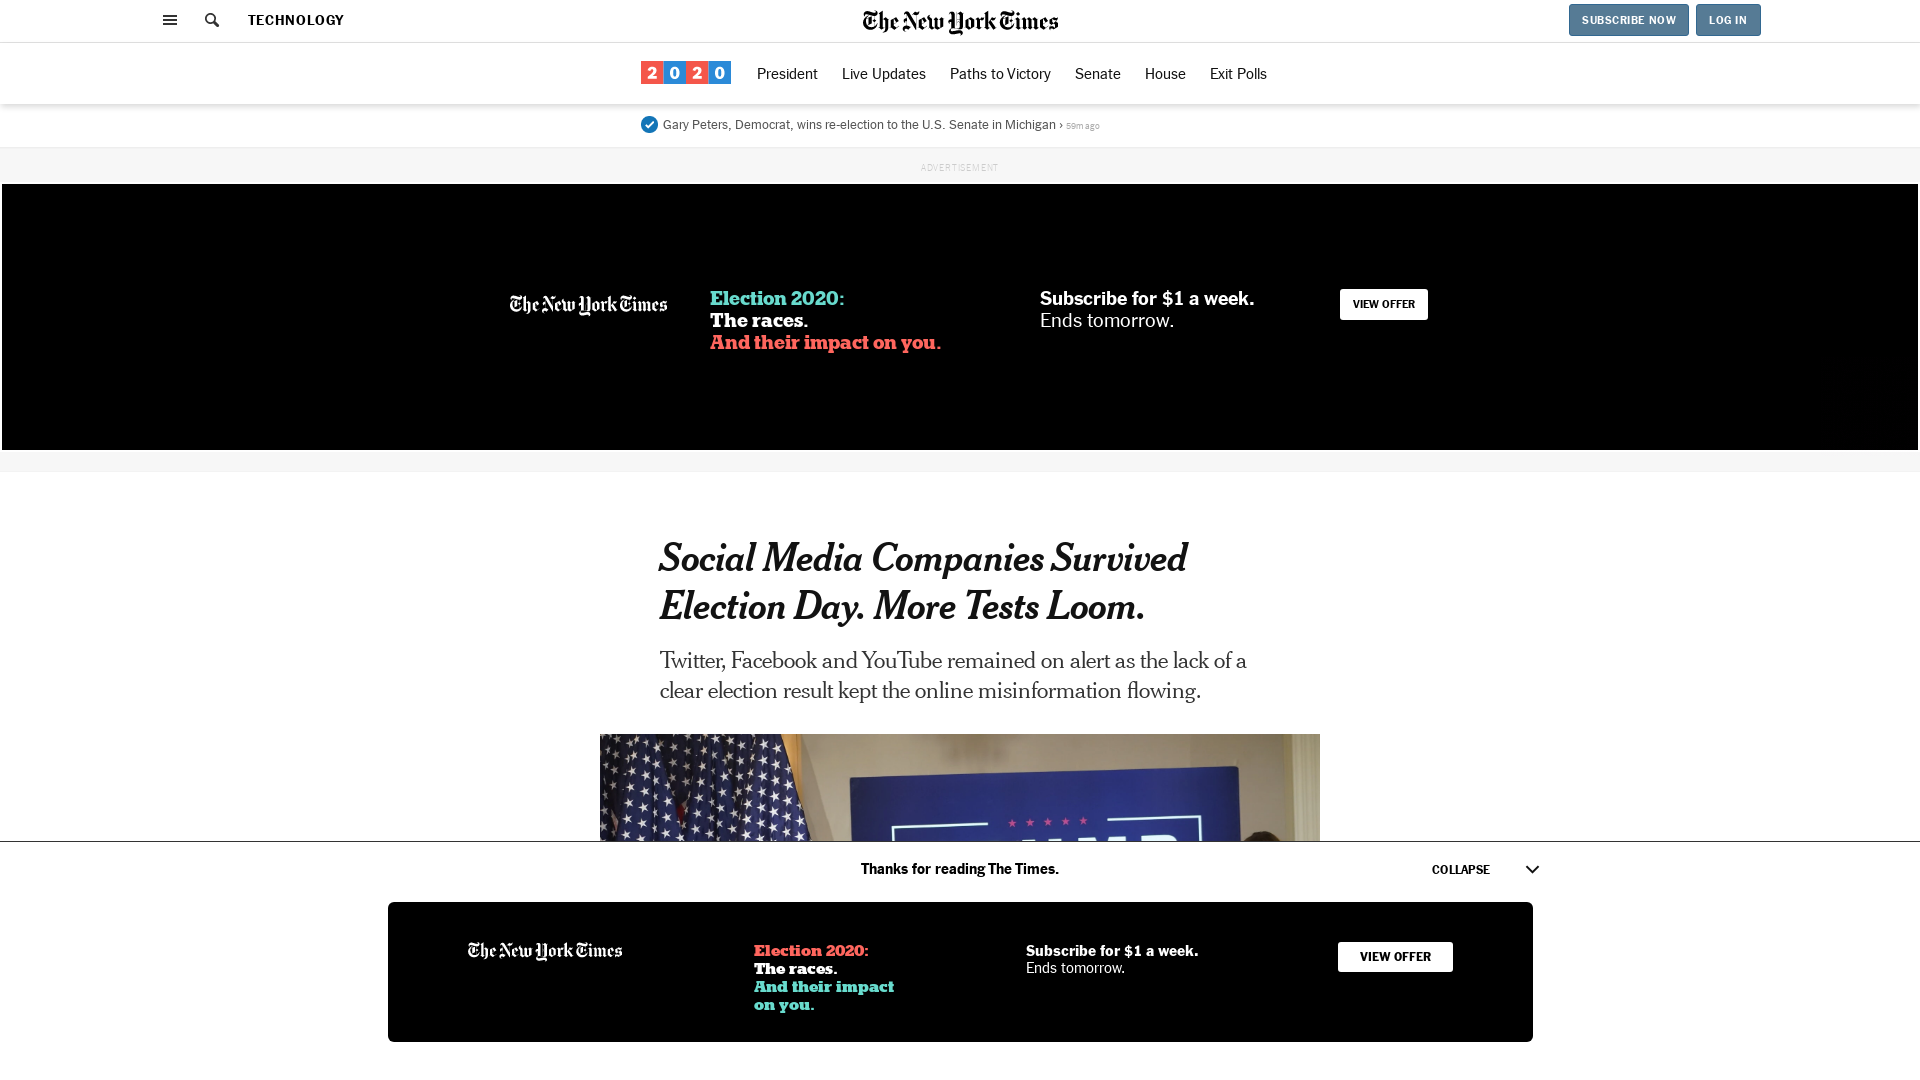 TECHNOLOGY
The New York Times
SUBSCRIBE NOW
LOG IN
2020
President
Live Updates
Paths to Victory
Senate
House
Exit Polls
Gary Peters, Democrat, wins re-election to the U.S. Senate in Michigan › 59m ago
ADVERTISEMENT
The New York Times
Election 2020:
The races.
And their impact on you.
Subscribe for $1 a week.
Ends tomorrow.
VIEW OFFER
Social Media Companies Survived
Election Day. More Tests Loom.
Twitter, Facebook and YouTube remained on alert as the lack of a
clear election result kept the online misinformation flowing.
Thanks for reading The Times.
COLLAPSE
The New York Times
Election 2020:
The races.
And their impact
on you.
Subscribe for $1 a week.
Ends tomorrow.
VIEW OFFER